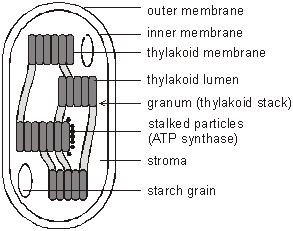 outer membrane
inner membrane
thylakoid membrane
thylakoid lumen
granum (thylakoid stack)
stalked particles
(ATP synthase)
stroma
starch grain